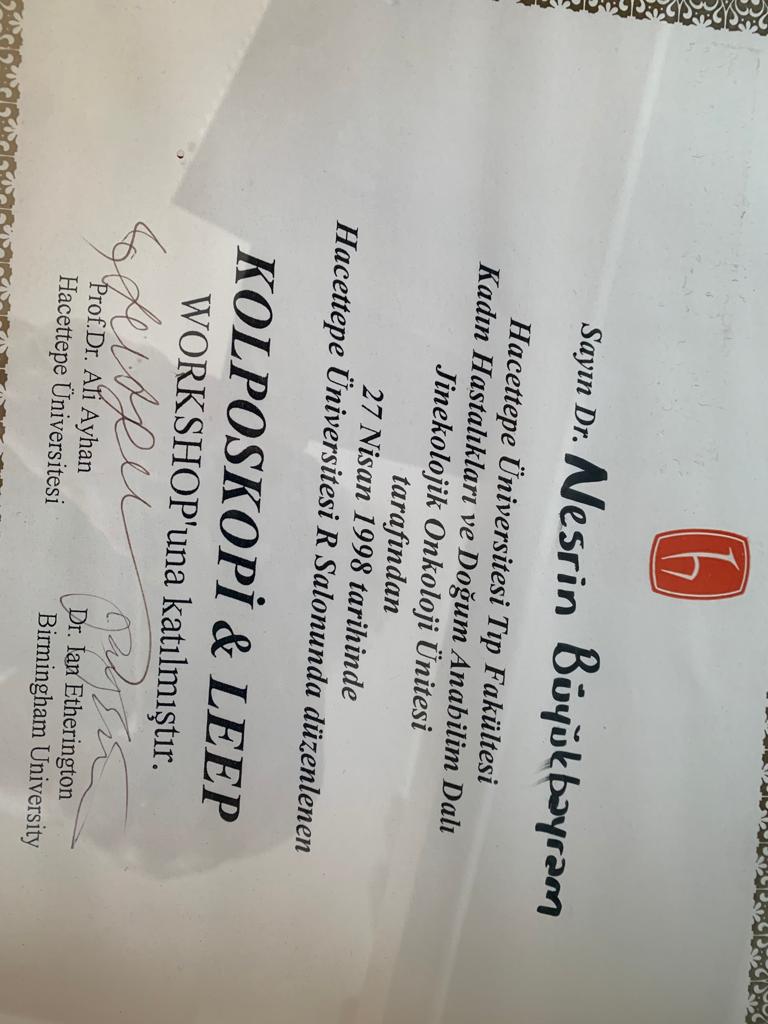 Sayın Dr. Nesrin Büyükbayram
Hacettepe Üniversitesi Tıp Fakültesi
Kadın Hastalıkları ve Doğum Anabilim Dalı
Jinekolojik Onkoloji Ünitesi
tarafından
27 Nisan 1998 tarihinde
Hacettepe Üniversitesi R Salonunda düzenlenen
KOLPOSKOPİ & LEEP
WORKSHOP'una katılmıştır.
Prof.Dr. Ali Ayhan
Hacettepe Üniversitesi
Dr. Ian Etherington
Birmingham University